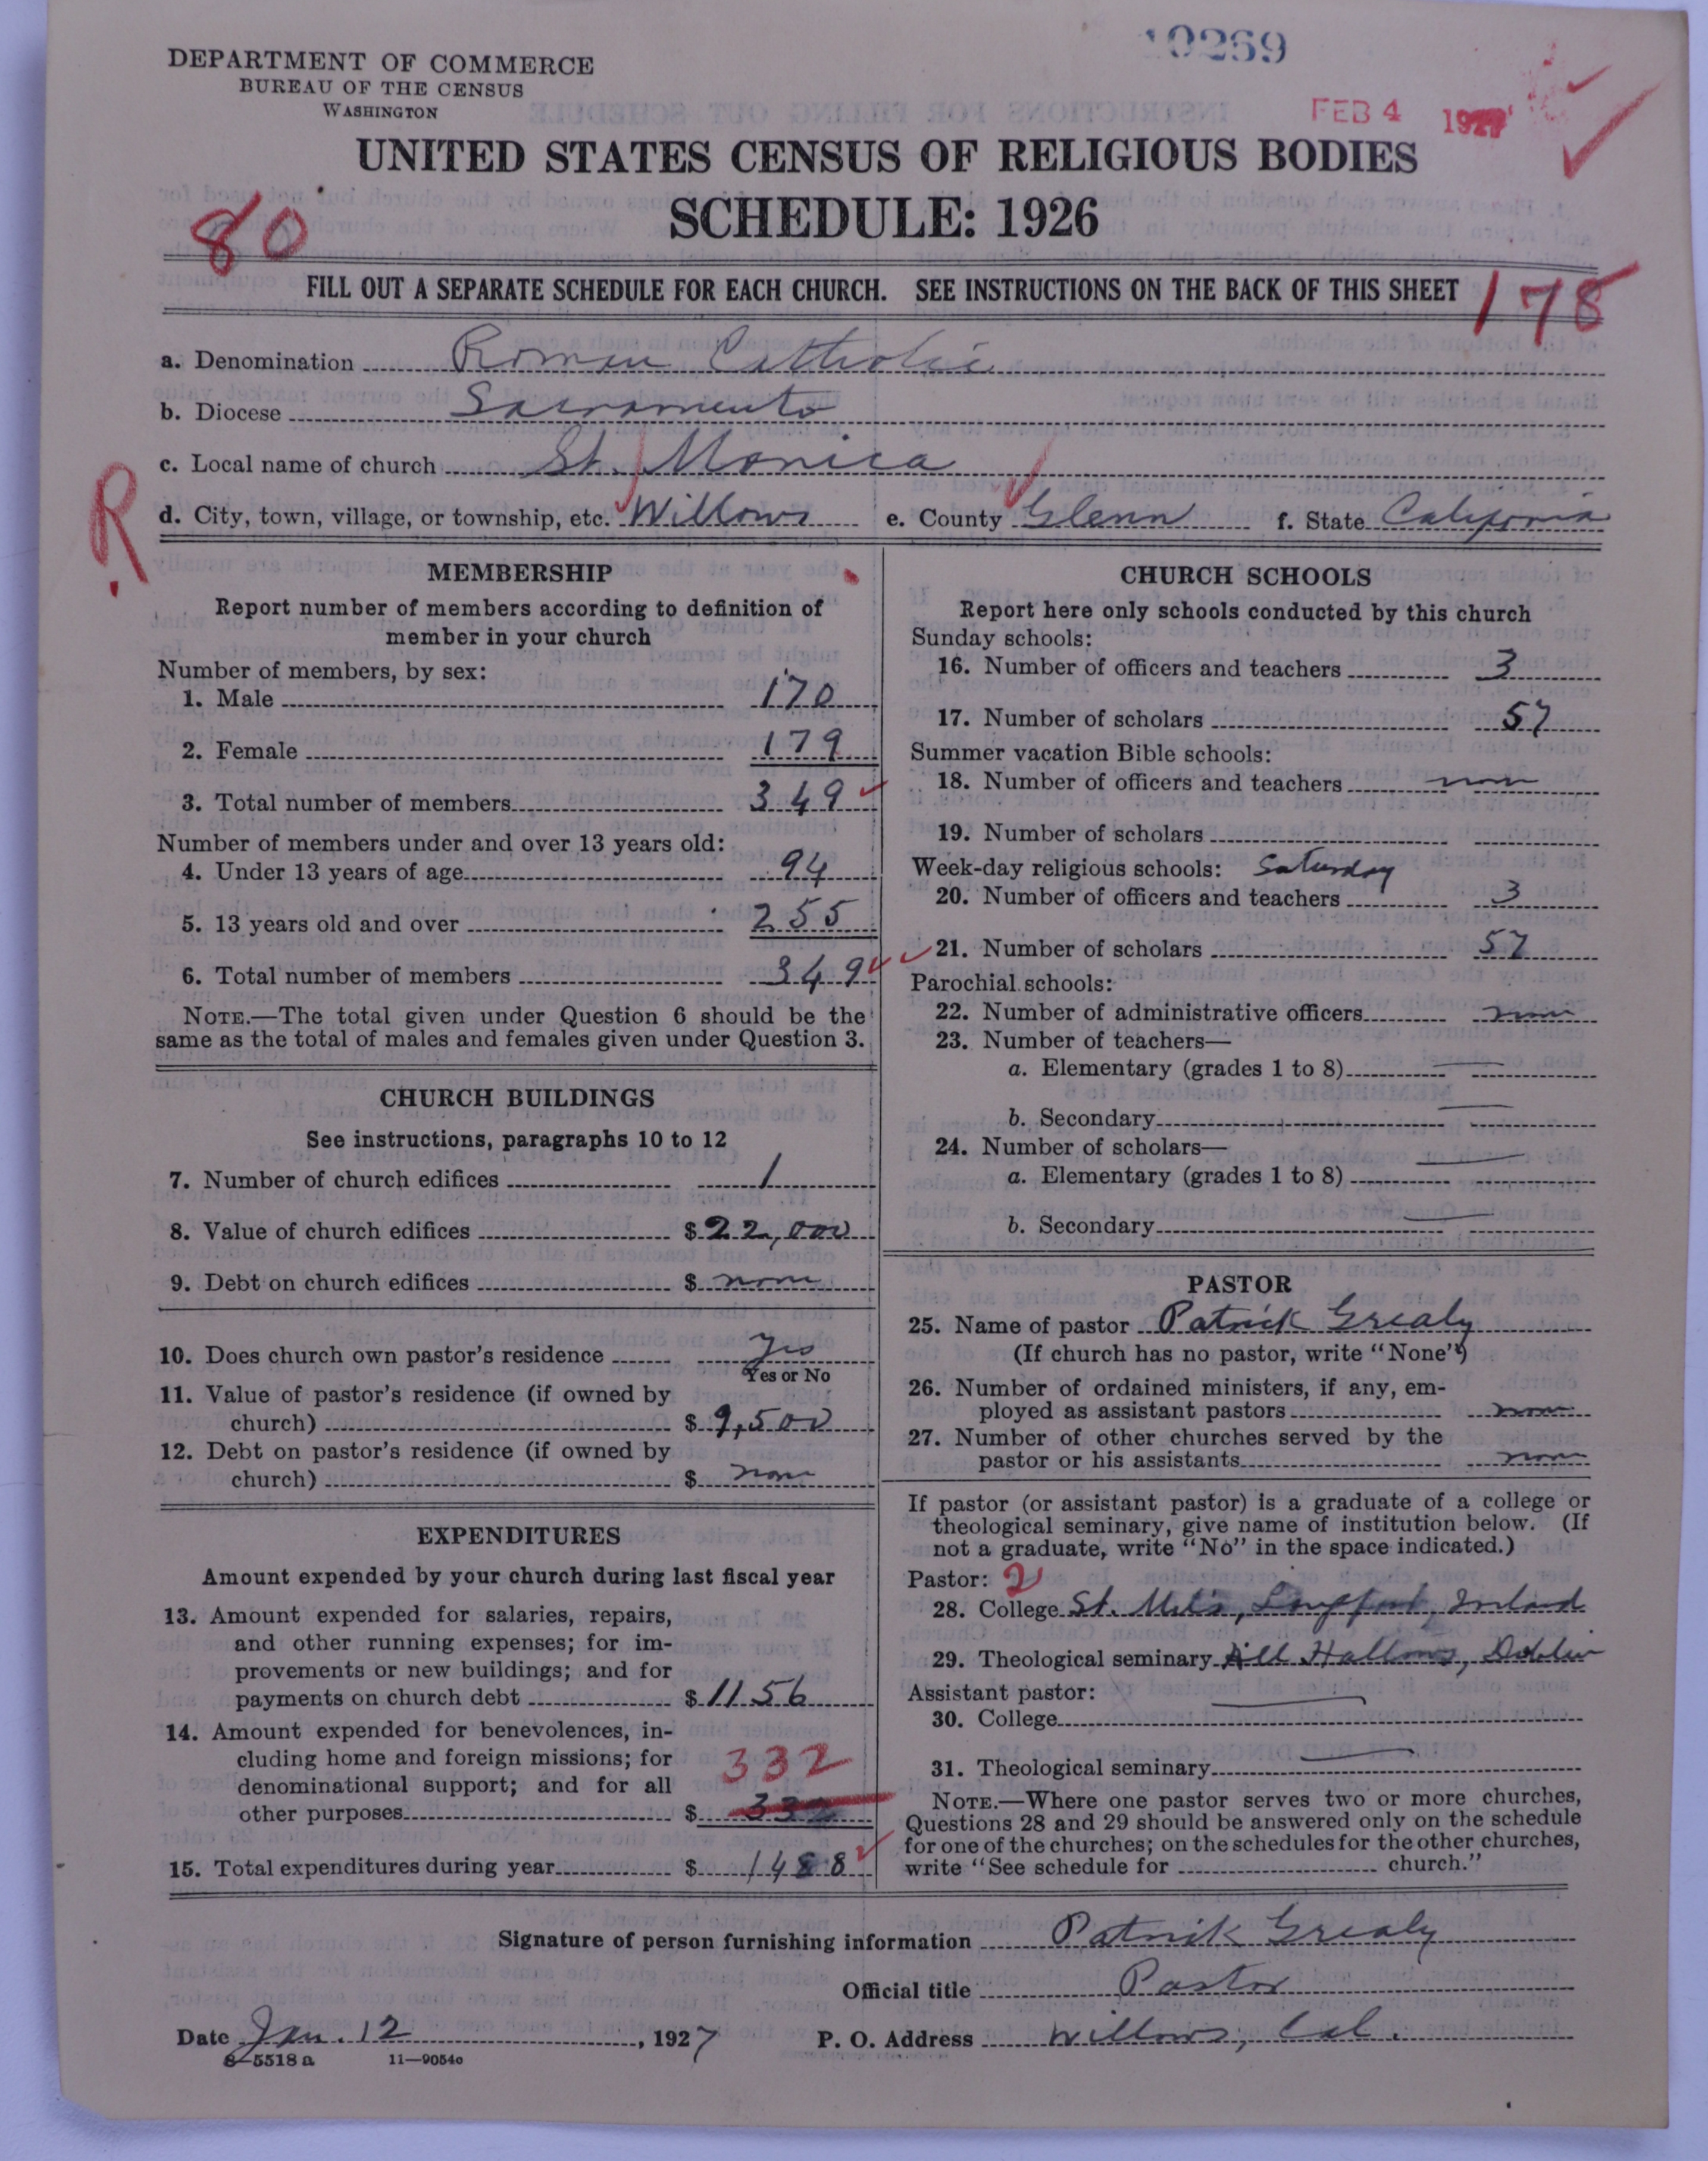 10269
DEPARTMENT OF COMMERCE
BUREAU OF THE CENSUS
WASHINGTON
FEB 4 1927
UNITED STATES CENSUS OF RELIGIOUS BODIES
SCHEDULE: 1926
80
FILL OUT A SEPARATE SCHEDULE FOR EACH CHURCH. SEE INSTRUCTIONS ON THE BACK OF THIS SHEET
178
a. Denomination Roman Catholic
b. Diocese Sacramento
c. Local name of church St. Monica
R.
d. City, town, village, or township, etc. Willows e. County Glenn f. State California
MEMBERSHIP
Report number of members according to definition of
member in your church
Number of members, by sex:
1. Male 170
2. Female 179
3. Total number of members 349
Number of members under and over 13 years old:
4. Under 13 years of age 94
5. 13 years old and over 255
6. Total number of members 349
NOTE.—The total given under Question 6 should be the
same as the total of males and females given under Question 3.
CHURCH BUILDINGS
See instructions, paragraphs 10 to 12
7. Number of church edifices 1
8. Value of church edifices $22,000
9. Debt on church edifices $ none
10. Does church own pastor's residence Yes
Yes or No
11. Value of pastor's residence (if owned by
church) $ 9,500
12. Debt on pastor's residence (if owned by
church) $ none
EXPENDITURES
Amount expended by your church during last fiscal year
13. Amount expended for salaries, repairs,
and other running expenses; for im-
provements or new buildings; and for
payments on church debt $ 1156
14. Amount expended for benevolences, in-
cluding home and foreign missions; for
332
denominational support; and for all
other purposes $ 332
15. Total expenditures during year $ 1488
CHURCH SCHOOLS
Report here only schools conducted by this church
Sunday schools:
16. Number of officers and teachers 3
17. Number of scholars 57
Summer vacation Bible schools:
18. Number of officers and teachers none
19. Number of scholars
Week-day religious schools: Saturday
20. Number of officers and teachers 3
21. Number of scholars 57
Parochial schools:
22. Number of administrative officers none
23. Number of teachers—
a. Elementary (grades 1 to 8)
b. Secondary
24. Number of scholars—
a. Elementary (grades 1 to 8)
b. Secondary
PASTOR
25. Name of pastor Patrick Grealy
(If church has no pastor, write "None")
26. Number of ordained ministers, if any, em-
ployed as assistant pastors none
27. Number of other churches served by the
pastor or his assistants none
If pastor (or assistant pastor) is a graduate of a college or
theological seminary, give name of institution below. (If
not a graduate, write "No" in the space indicated.)
Pastor: 2
28. College St. Mel's, Longford, Ireland
29. Theological seminary All Hallows, Dublin
Assistant pastor:
30. College
31. Theological seminary
NOTE.—Where one pastor serves two or more churches,
Questions 28 and 29 should be answered only on the schedule
for one of the churches; on the schedules for the other churches,
write "See schedule for church."
Signature of person furnishing information Patrick Grealy
Official title Pastor
Date Jan. 12, 1927 P. O. Address Willows, Cal.
8-5518 a 11-9054c